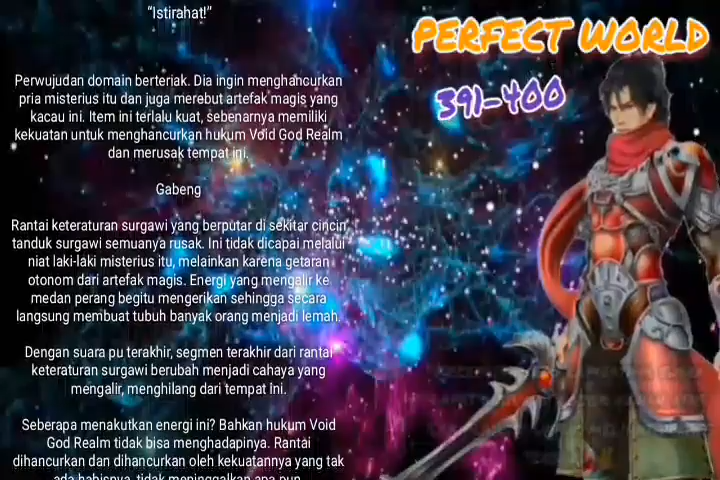 “Istirahat!”
PERFECT WORLD
391-400
Perwujudan domain berteriak. Dia ingin menghancurkan
pria misterius itu dan juga merebut artefak magis yang
kacau ini. Item ini terlalu kuat, sebenarnya memiliki
kekuatan untuk menghancurkan hukum Void God Realm
dan merusak tempat ini.
Gabeng
Rantai keteraturan surgawi yang berputar di sekitar cincin
tanduk surgawi semuanya rusak. Ini tidak dicapai melalui
niat laki-laki misterius itu, melainkan karena getaran
otonom dari artefak magis. Energi yang mengalir ke
medan perang begitu mengerikan sehingga secara
langsung membuat tubuh banyak orang menjadi lemah.
Dengan suara pu terakhir, segmen terakhir dari rantai
keteraturan surgawi berubah menjadi cahaya yang
mengalir, menghilang dari tempat ini.
Seberapa menakutkan energi ini? Bahkan hukum Void
God Realm tidak bisa menghadapinya. Rantai
dihancurkan dan dihancurkan oleh kekuatannya yang tak
ada habisnya, tidak meninggalkan apa pun